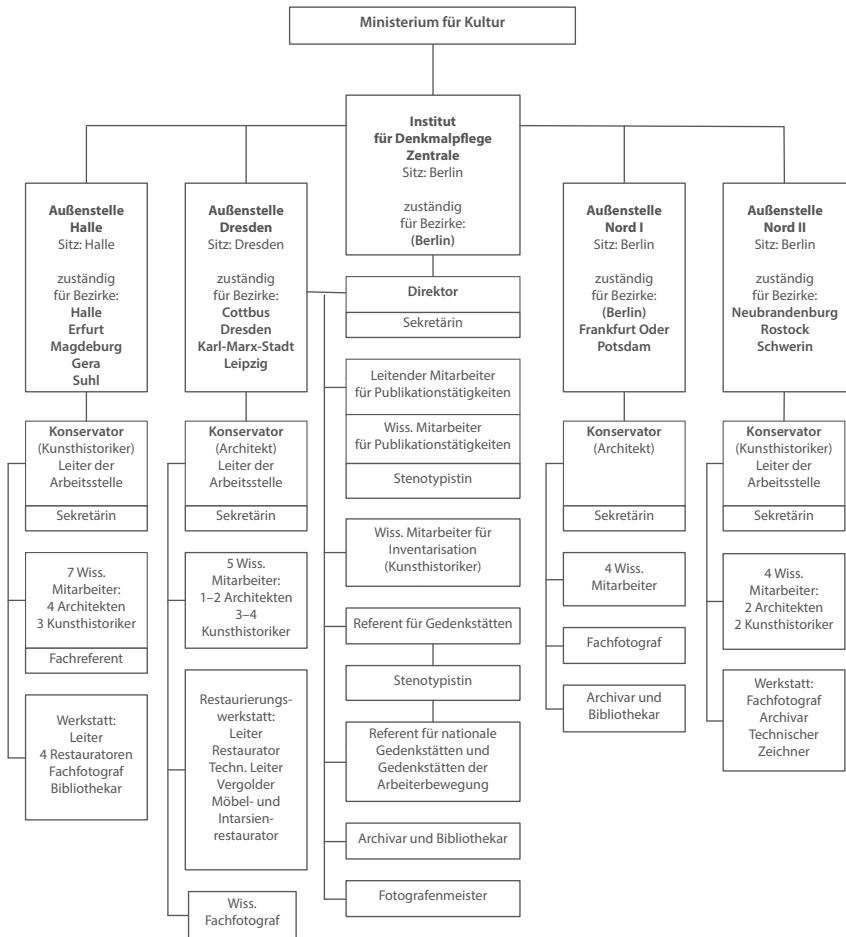 Ministerium für Kultur
Institut
für Denkmalpflege
Zentrale
Sitz: Berlin
zuständig
für Bezirke:
(Berlin)
Außenstelle
Halle
Sitz: Halle
zuständig
für Bezirke:
Halle
Erfurt
Magdeburg
Gera
Suhl
Konservator
(Kunsthistoriker)
Leiter der
Arbeitsstelle
Sekretärin
7 Wiss.
Mitarbeiter:
4 Architekten
3 Kunsthistoriker
Fachreferent
Werkstatt:
Leiter
4 Restauratoren
Fachfotograf
Bibliothekar
Außenstelle
Dresden
Sitz: Dresden
zuständig
für Bezirke:
Cottbus
Dresden
Karl-Marx-Stadt
Leipzig
Konservator
(Architekt)
Leiter der
Arbeitsstelle
Sekretärin
5 Wiss.
Mitarbeiter:
1–2 Architekten
3–4
Kunsthistoriker
Restaurierungs-
werkstatt:
Leiter
Restaurator
Techn. Leiter
Vergolder
Möbel- und
Intarsien-
restaurator
Wiss.
Fachfotograf
Direktor
Sekretärin
Leitender Mitarbeiter
für Publikationstätigkeiten
Wiss. Mitarbeiter
für Publikationstätigkeiten
Stenotypistin
Wiss. Mitarbeiter für
Inventarisation
(Kunsthistoriker)
Referent für Gedenkstätten
Stenotypistin
Referent für nationale
Gedenkstätten und
Gedenkstätten der
Arbeiterbewegung
Archivar und Bibliothekar
Fotografenmeister
Außenstelle
Nord I
Sitz: Berlin
zuständig
für Bezirke:
(Berlin)
Frankfurt Oder
Potsdam
Konservator
(Architekt)
Sekretärin
4 Wiss.
Mitarbeiter
Fachfotograf
Archivar und
Bibliothekar
Außenstelle
Nord II
Sitz: Berlin
zuständig
für Bezirke:
Neubrandenburg
Rostock
Schwerin
Konservator
(Kunsthistoriker)
Leiter der
Arbeitsstelle
Sekretärin
4 Wiss.
Mitarbeiter:
2 Architekten
2 Kunsthistoriker
Werkstatt:
Fachfotograf
Archivar
Technischer
Zeichner